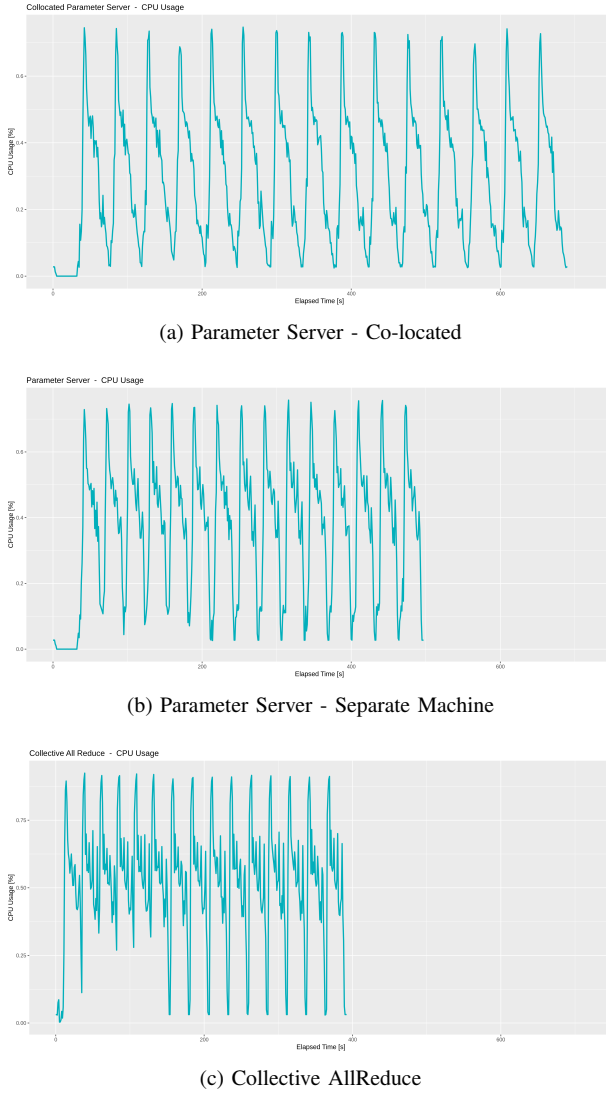 Collocated Parameter Server - CPU Usage
CPU Usage [%]
0.6
0.4
0.2
0.0
0
200
400
600
Elapsed Time [s]
(a) Parameter Server - Co-located
Parameter Server - CPU Usage
CPU Usage [%]
0.6
0.4
0.2
0.0
0
200
400
600
Elapsed Time [s]
(b) Parameter Server - Separate Machine
Collective All Reduce - CPU Usage
CPU Usage [%]
0.75
0.50
0.25
0.00
0
200
400
600
Elapsed Time [s]
(c) Collective AllReduce